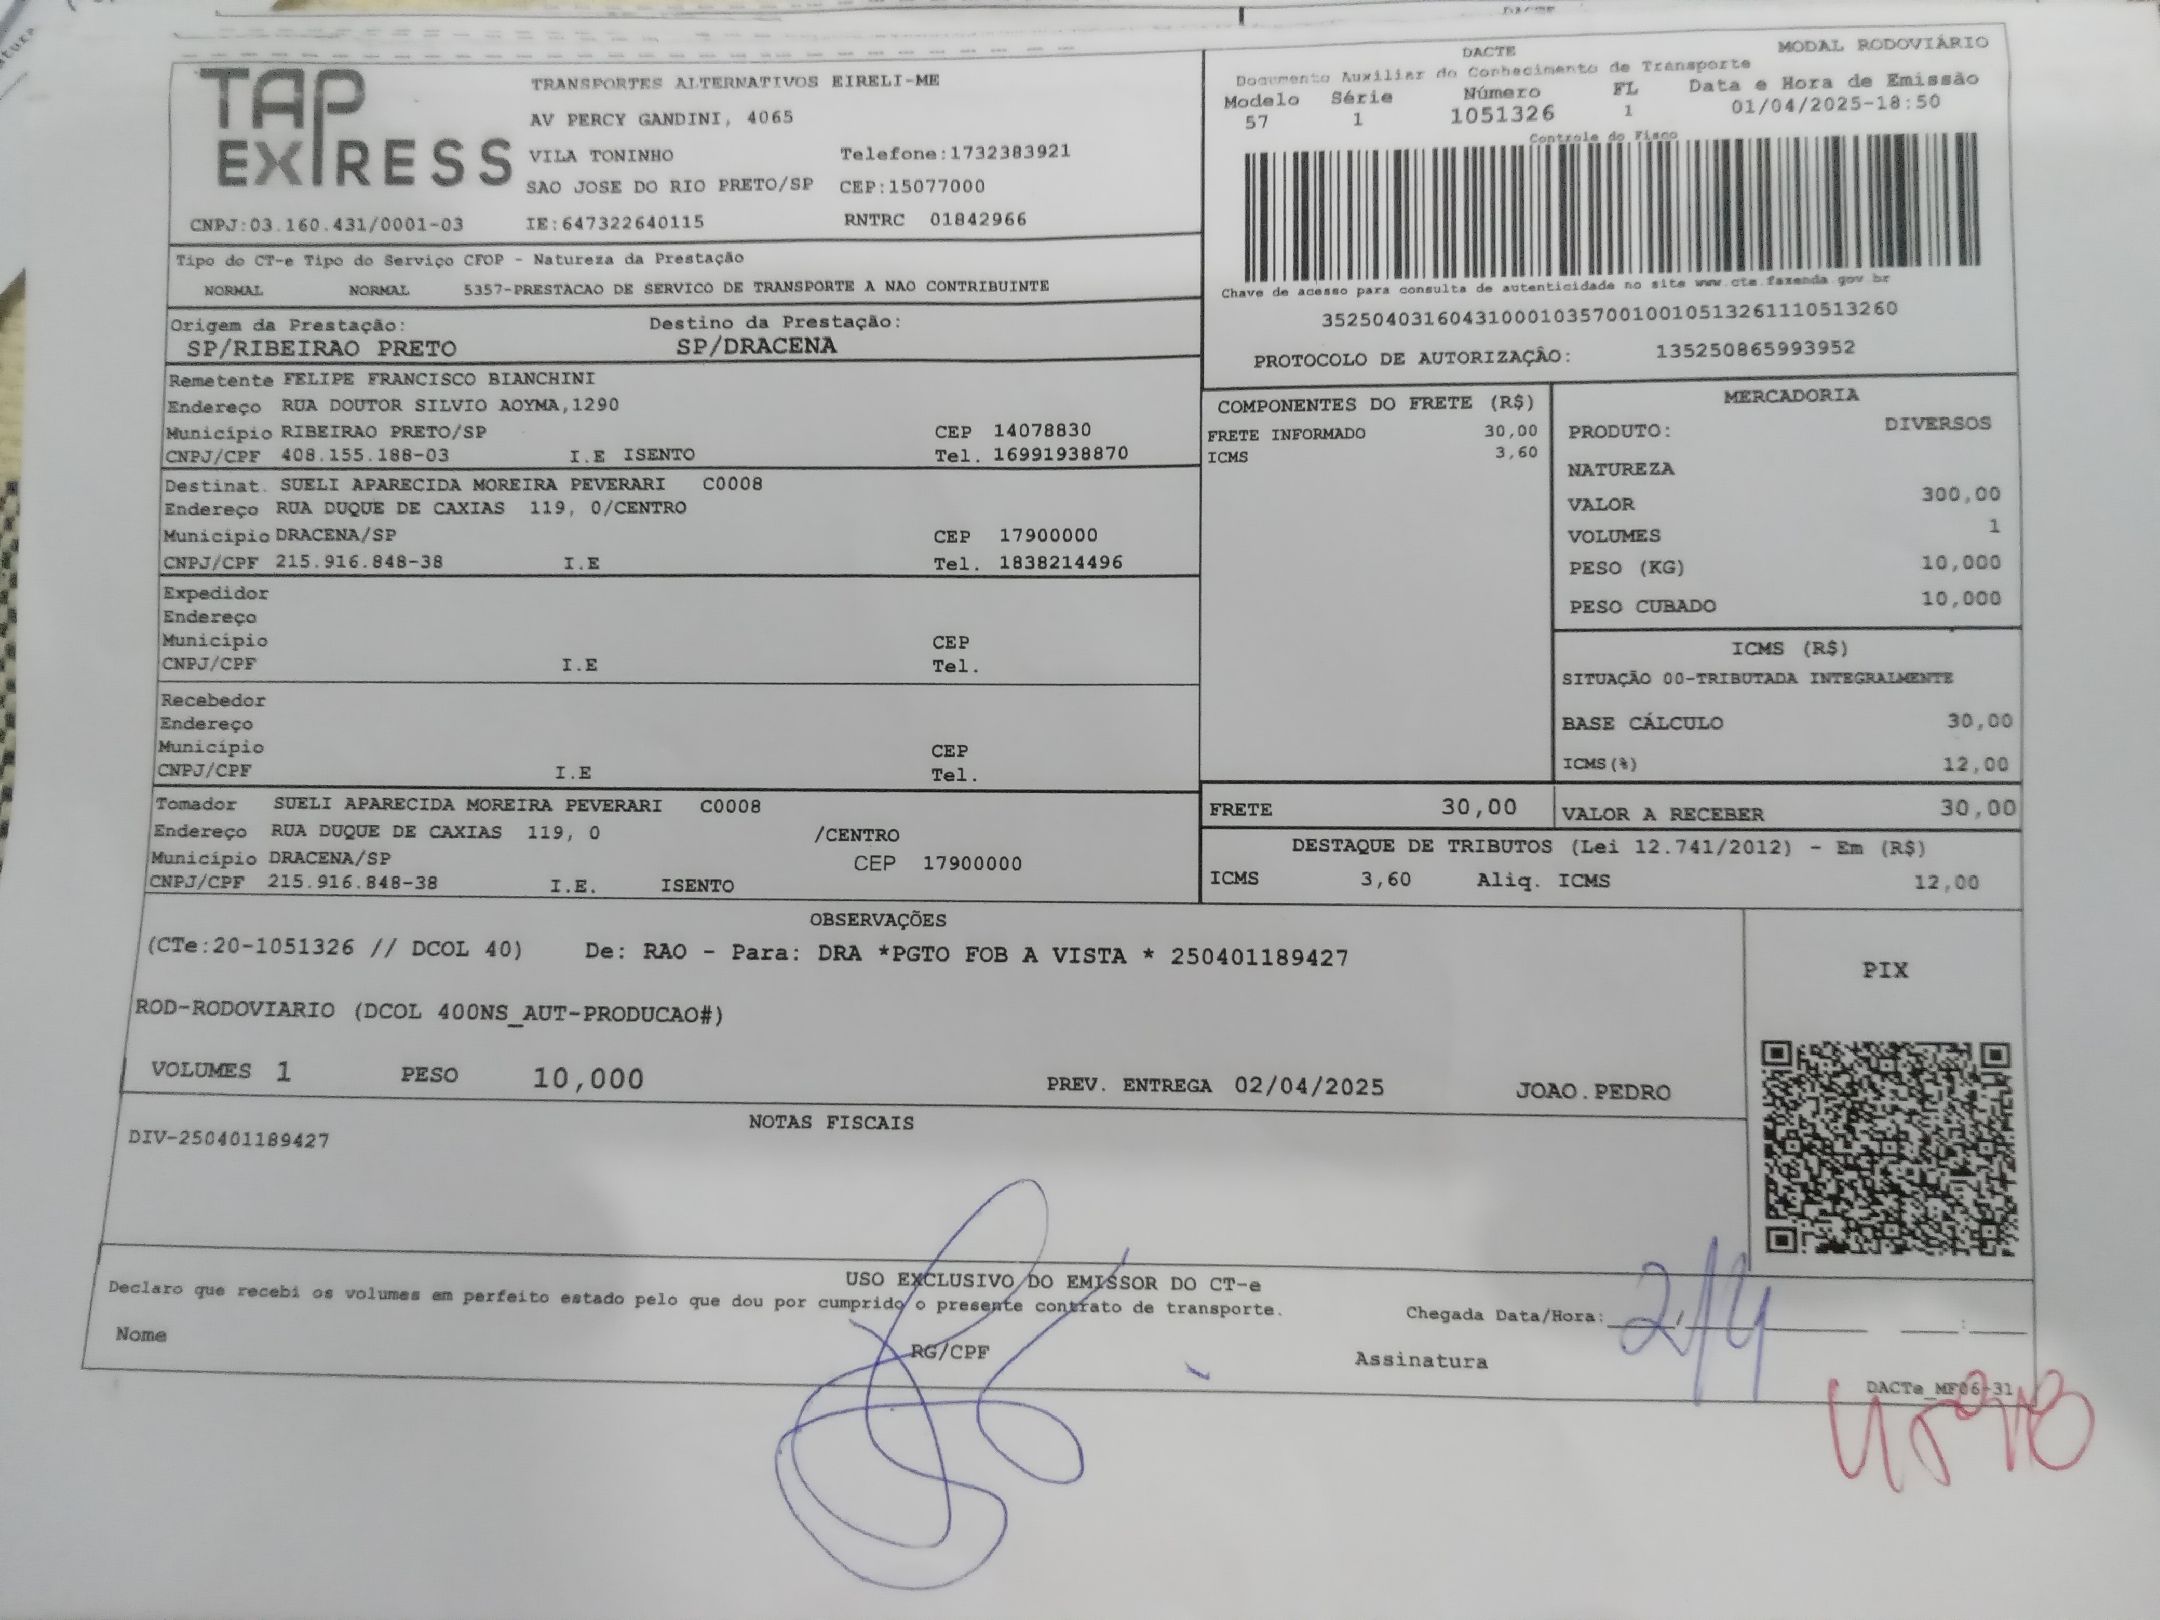 DACTE
TAP EXPRESS
TRANSPORTES ALTERNATIVOS EIRELI-ME
AV PERCY GANDINI, 4065
VILA TONINHO Telefone:1732383921
SAO JOSE DO RIO PRETO/SP CEP:15077000
CNPJ:03.160.431/0001-03 IE:647322640115 RNTRC 01842966
DACTE MODAL RODOVIÁRIO
Documento Auxiliar do Conhecimento de Transporte
Modelo Série Número FL Data e Hora de Emissão
57 1 1051326 1 01/04/2025-18:50
Controle do Fisco
Chave de acesso para consulta de autenticidade no site www.cte.fazenda.gov.br
35250403160431000103570010010513261110513260
PROTOCOLO DE AUTORIZAÇÃO: 135250865993952
Tipo do CT-e Tipo do Serviço CFOP - Natureza da Prestação
NORMAL NORMAL 5357-PRESTACAO DE SERVICO DE TRANSPORTE A NAO CONTRIBUINTE
Origem da Prestação: Destino da Prestação:
SP/RIBEIRAO PRETO SP/DRACENA
Remetente FELIPE FRANCISCO BIANCHINI
Endereço RUA DOUTOR SILVIO AOYMA,1290
Município RIBEIRAO PRETO/SP CEP 14078830
CNPJ/CPF 408.155.188-03 I.E ISENTO Tel. 16991938870
Destinat. SUELI APARECIDA MOREIRA PEVERARI C0008
Endereço RUA DUQUE DE CAXIAS 119, 0/CENTRO
Município DRACENA/SP CEP 17900000
CNPJ/CPF 215.916.848-38 I.E Tel. 1838214496
Expedidor
Endereço
Município CEP
CNPJ/CPF I.E Tel.
Recebedor
Endereço
Município CEP
CNPJ/CPF I.E Tel.
Tomador SUELI APARECIDA MOREIRA PEVERARI C0008
Endereço RUA DUQUE DE CAXIAS 119, 0 /CENTRO
Município DRACENA/SP CEP 17900000
CNPJ/CPF 215.916.848-38 I.E. ISENTO
COMPONENTES DO FRETE (R$)
FRETE INFORMADO 30,00
ICMS 3,60
MERCADORIA
PRODUTO: DIVERSOS
NATUREZA
VALOR 300,00
VOLUMES 1
PESO (KG) 10,000
PESO CUBADO 10,000
ICMS (R$)
SITUAÇÃO 00-TRIBUTADA INTEGRALMENTE
BASE CÁLCULO 30,00
ICMS(%) 12,00
FRETE 30,00 VALOR A RECEBER 30,00
DESTAQUE DE TRIBUTOS (Lei 12.741/2012) - Em (R$)
ICMS 3,60 Aliq. ICMS 12,00
OBSERVAÇÕES
(CTe:20-1051326 // DCOL 40) De: RAO - Para: DRA *PGTO FOB A VISTA * 250401189427
ROD-RODOVIARIO (DCOL 400NS_AUT-PRODUCAO#)
VOLUMES 1 PESO 10,000 PREV. ENTREGA 02/04/2025 JOAO.PEDRO
PIX
NOTAS FISCAIS
DIV-250401189427
USO EXCLUSIVO DO EMISSOR DO CT-e
Declaro que recebi os volumes em perfeito estado pelo que dou por cumprido o presente contrato de transporte.
Chegada Data/Hora: 2/4
Nome RG/CPF Assinatura
DACTe_MF06-31